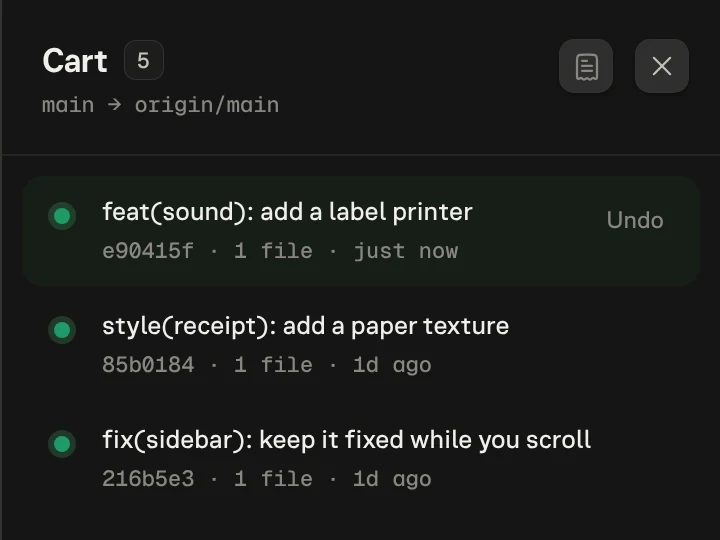 Cart 5
main → origin/main
feat(sound): add a label printer
Undo
e90415f · 1 file · just now
style(receipt): add a paper texture
85b0184 · 1 file · 1d ago
fix(sidebar): keep it fixed while you scroll
216b5e3 · 1 file · 1d ago